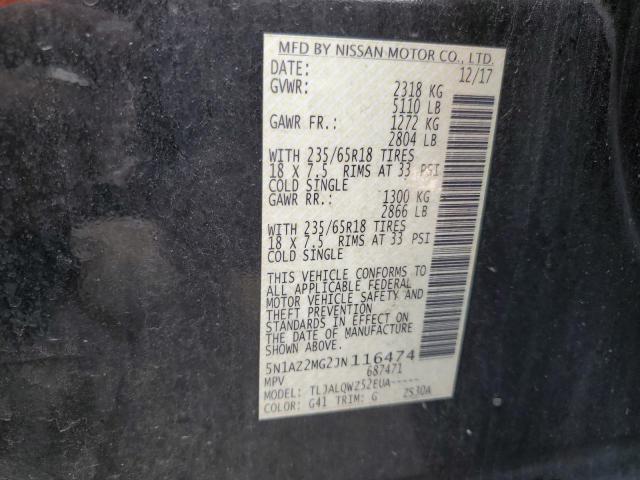 MFD BY NISSAN MOTOR CO., LTD.
DATE: 12/17
GVWR: 2318 KG
5110 LB
GAWR FR.: 1272 KG
2804 LB
WITH 235/65R18 TIRES
18 X 7.5 RIMS AT 33 PSI
COLD SINGLE
GAWR RR.: 1300 KG
2866 LB
WITH 235/65R18 TIRES
18 X 7.5 RIMS AT 33 PSI
COLD SINGLE
THIS VEHICLE CONFORMS TO
ALL APPLICABLE FEDERAL
MOTOR VEHICLE SAFETY AND
THEFT PREVENTION
STANDARDS IN EFFECT ON
THE DATE OF MANUFACTURE
SHOWN ABOVE.
5N1AZ2MG2JN116474
MPV 687471
MODEL: TLJALQWZ52EUA-----
COLOR: G41 TRIM: G Z530A